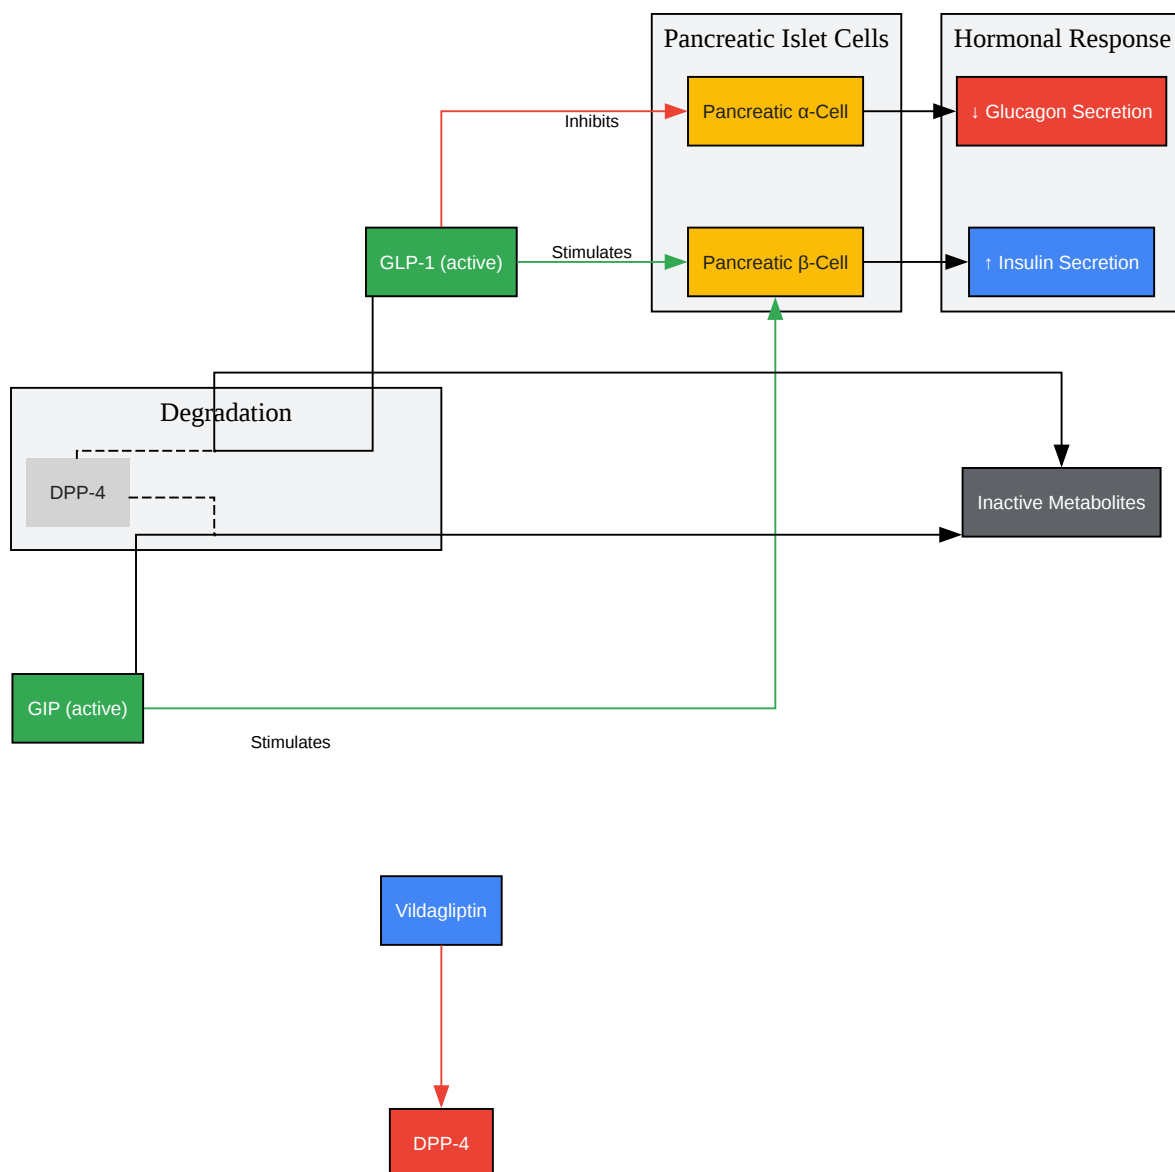 Pancreatic Islet Cells
Hormonal Response
Pancreatic α-Cell
↓ Glucagon Secretion
Inhibits
GLP-1 (active)
Stimulates
Pancreatic β-Cell
↑ Insulin Secretion
Degradation
DPP-4
Inactive Metabolites
GIP (active)
Stimulates
Vildagliptin
DPP-4